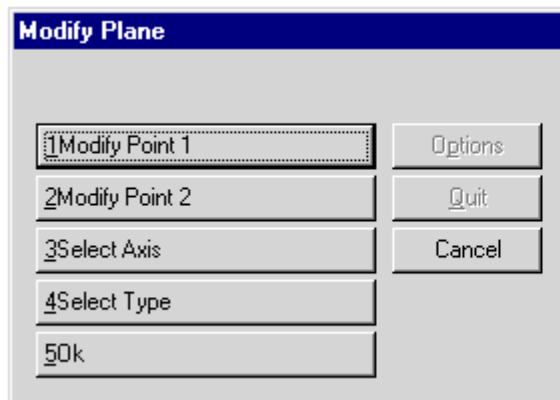 Modify Plane
1Modify Point 1
Options
2Modify Point 2
Quit
3Select Axis
Cancel
4Select Type
5Ok